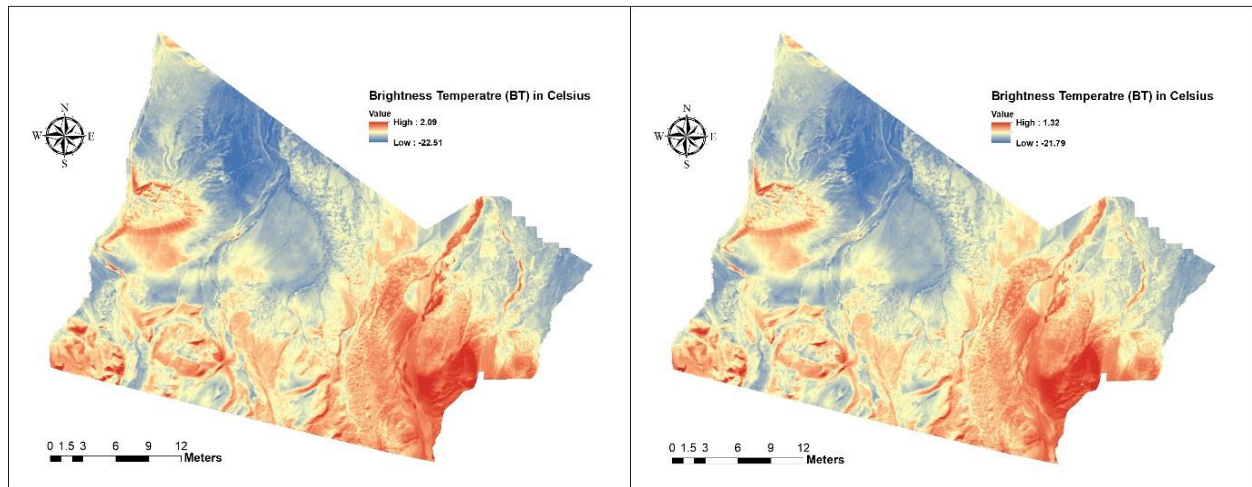 Brightness Temperatre (BT) in Celsius
Value
High : 2.09
Low : -22.51
N
W E
S
0 1.5 3 6 9 12
Meters
Brightness Temperatre (BT) in Celsius
Value
High : 1.32
Low : -21.79
N
W E
S
0 1.5 3 6 9 12
Meters